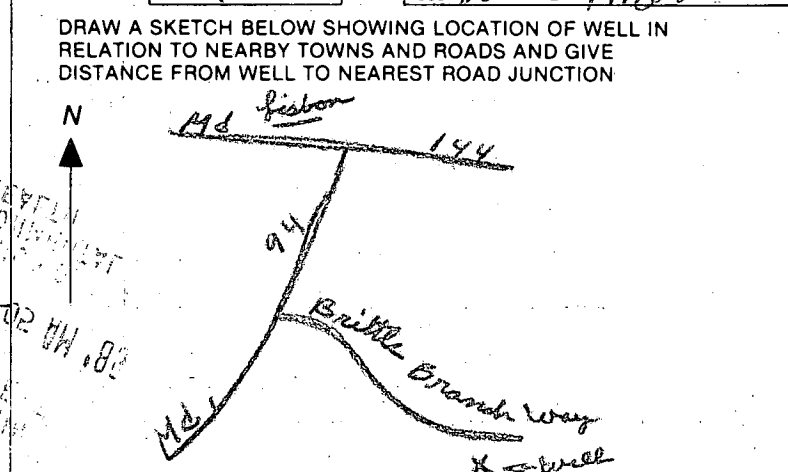 DRAW A SKETCH BELOW SHOWING LOCATION OF WELL IN
RELATION TO NEARBY TOWNS AND ROADS AND GIVE
DISTANCE FROM WELL TO NEAREST ROAD JUNCTION
N
Lisbon
Md 144
94
Brittle Branch Way
Md
X - Well